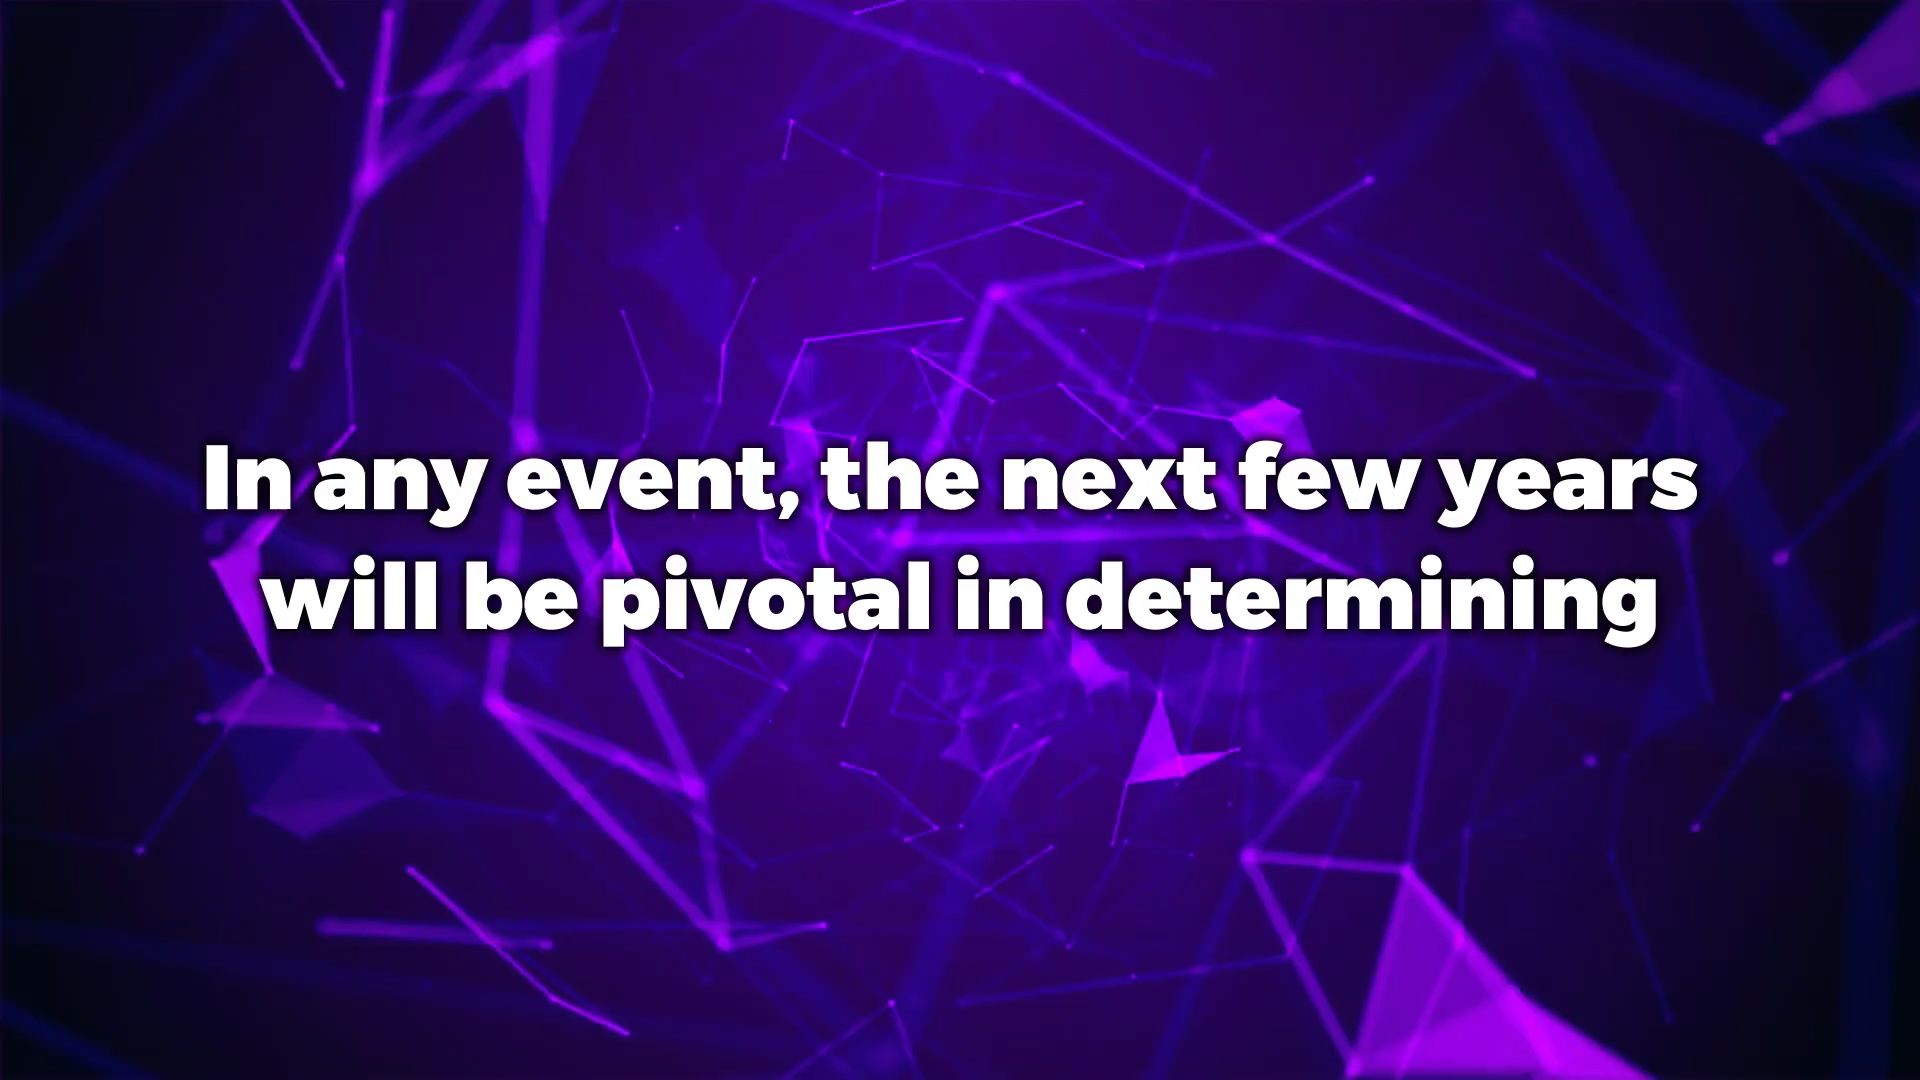 In any event, the next few years
will be pivotal in determining